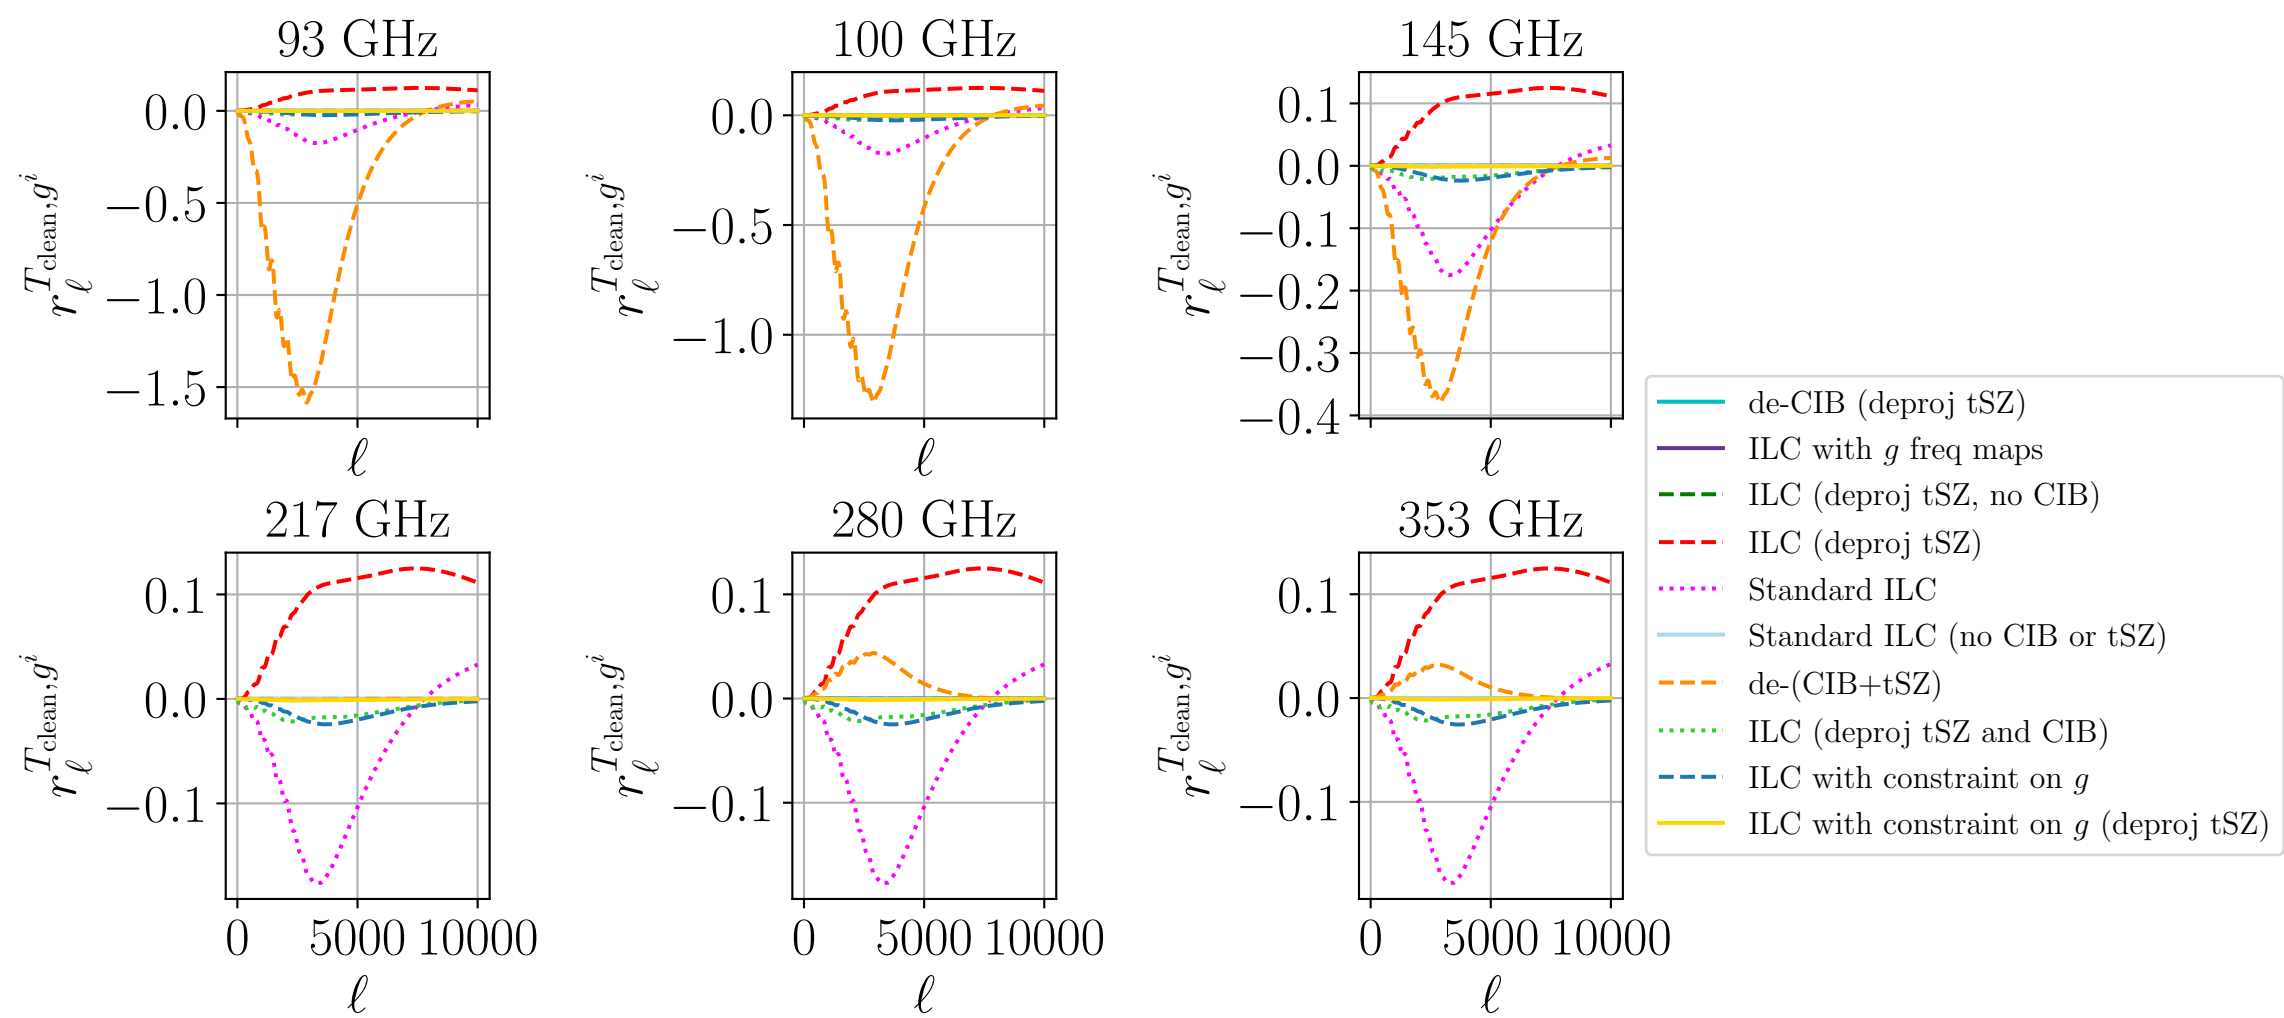 93 GHz
100 GHz
145 GHz
0.0
−0.5
−1.0
−1.5
0.0
−0.5
−1.0
0.1
0.0
−0.1
−0.2
−0.3
−0.4
r_ℓ^{T_clean, g^i}
r_ℓ^{T_clean, g^i}
r_ℓ^{T_clean, g^i}
ℓ
ℓ
ℓ
217 GHz
280 GHz
353 GHz
0.1
0.0
−0.1
0.1
0.0
−0.1
0.1
0.0
−0.1
r_ℓ^{T_clean, g^i}
r_ℓ^{T_clean, g^i}
r_ℓ^{T_clean, g^i}
0 5000 10000
0 5000 10000
0 5000 10000
ℓ
ℓ
ℓ
de-CIB (deproj tSZ)
ILC with g freq maps
ILC (deproj tSZ, no CIB)
ILC (deproj tSZ)
Standard ILC
Standard ILC (no CIB or tSZ)
de-(CIB+tSZ)
ILC (deproj tSZ and CIB)
ILC with constraint on g
ILC with constraint on g (deproj tSZ)